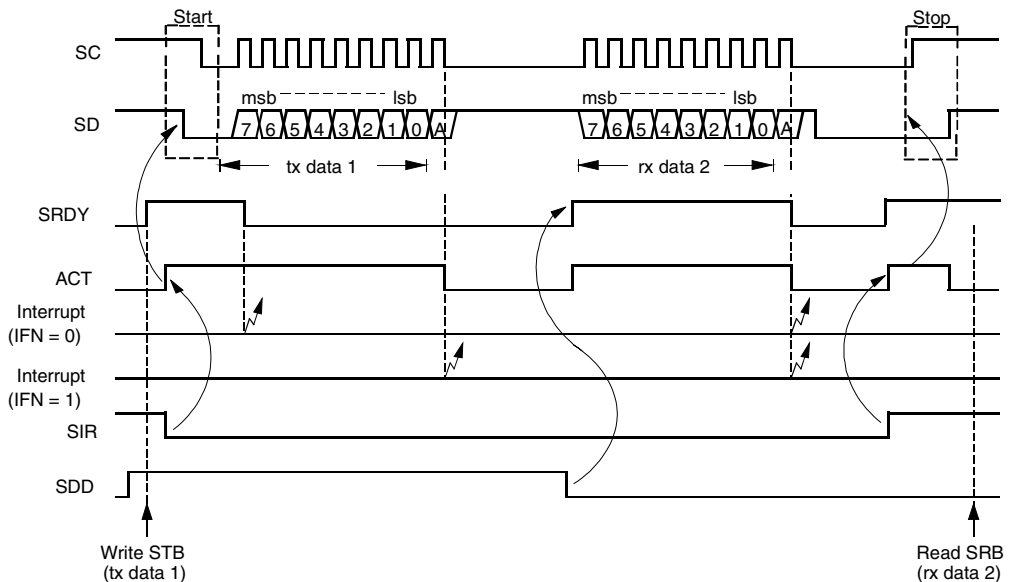 Start
Stop
SC
msb lsb
msb lsb
SD
7 6 5 4 3 2 1 0 A
7 6 5 4 3 2 1 0 A
tx data 1
rx data 2
SRDY
ACT
Interrupt
(IFN = 0)
Interrupt
(IFN = 1)
SIR
SDD
Write STB
(tx data 1)
Read SRB
(rx data 2)